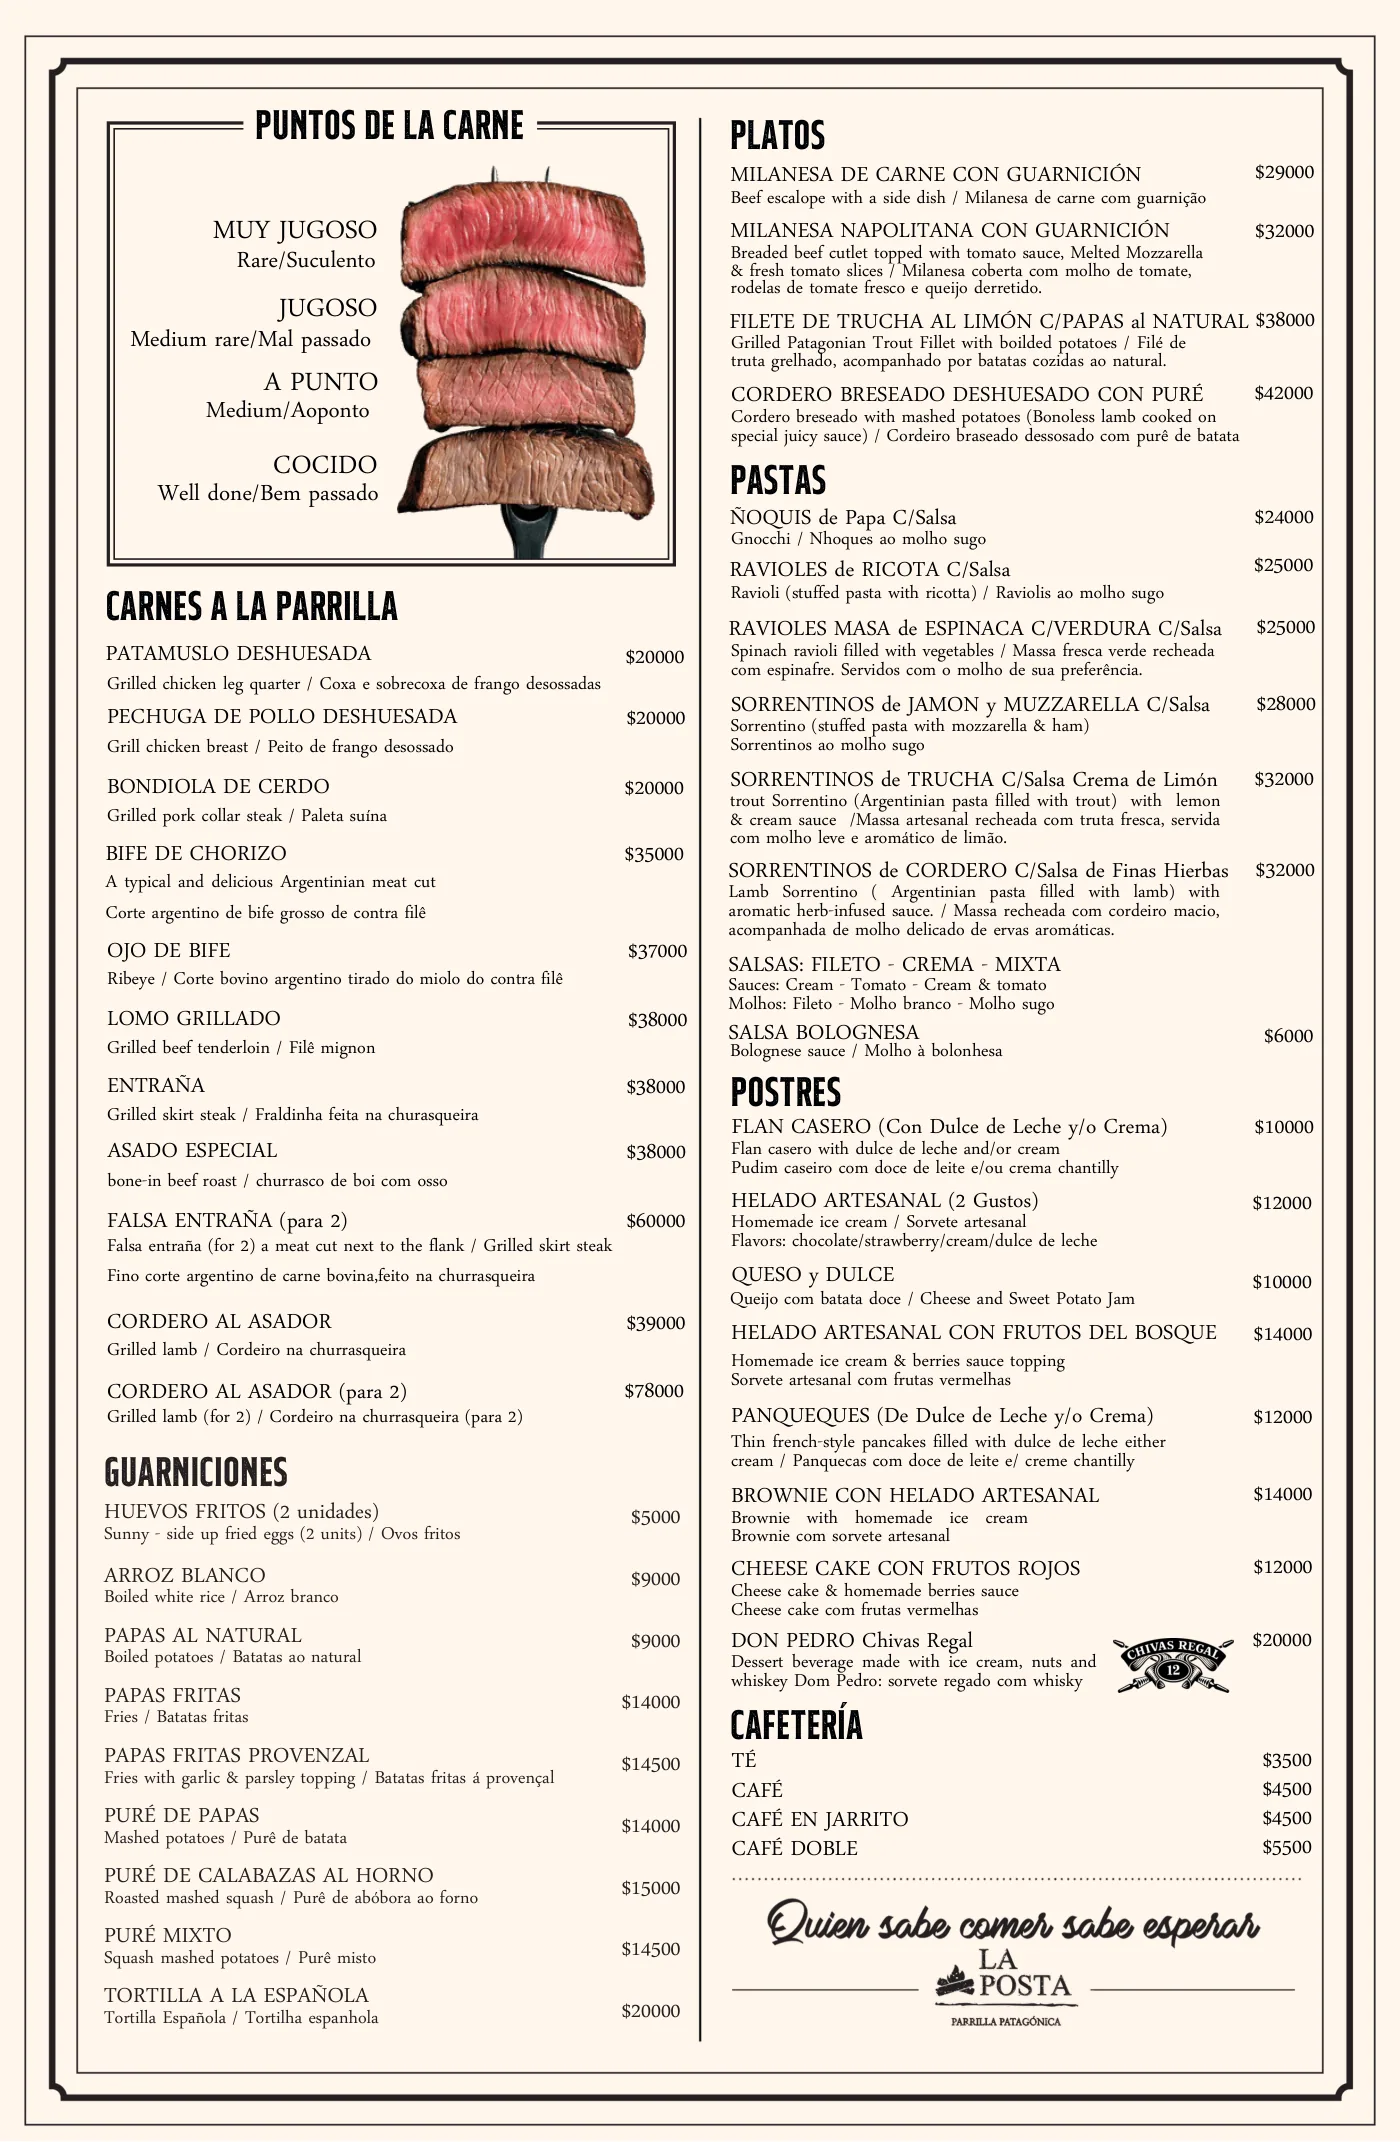 PUNTOS DE LA CARNE
MUY JUGOSO
Rare/Suculento
JUGOSO
Medium rare/Mal passado
A PUNTO
Medium/Aoponto
COCIDO
Well done/Bem passado
CARNES A LA PARRILLA
PATAMUSLO DESHUESADA $20000
Grilled chicken leg quarter / Coxa e sobrecoxa de frango desossadas
PECHUGA DE POLLO DESHUESADA $20000
Grill chicken breast / Peito de frango desossado
BONDIOLA DE CERDO $20000
Grilled pork collar steak / Paleta suína
BIFE DE CHORIZO $35000
A typical and delicious Argentinian meat cut
Corte argentino de bife grosso de contra filê
OJO DE BIFE $37000
Ribeye / Corte bovino argentino tirado do miolo do contra filê
LOMO GRILLADO $38000
Grilled beef tenderloin / Filê mignon
ENTRAÑA $38000
Grilled skirt steak / Fraldinha feita na churasqueira
ASADO ESPECIAL $38000
bone-in beef roast / churrasco de boi com osso
FALSA ENTRAÑA (para 2) $60000
Falsa entraña (for 2) a meat cut next to the flank / Grilled skirt steak
Fino corte argentino de carne bovina,feito na churrasqueira
CORDERO AL ASADOR $39000
Grilled lamb / Cordeiro na churrasqueira
CORDERO AL ASADOR (para 2) $78000
Grilled lamb (for 2) / Cordeiro na churrasqueira (para 2)
GUARNICIONES
HUEVOS FRITOS (2 unidades) $5000
Sunny - side up fried eggs (2 units) / Ovos fritos
ARROZ BLANCO $9000
Boiled white rice / Arroz branco
PAPAS AL NATURAL $9000
Boiled potatoes / Batatas ao natural
PAPAS FRITAS $14000
Fries / Batatas fritas
PAPAS FRITAS PROVENZAL $14500
Fries with garlic & parsley topping / Batatas fritas á provençal
PURÉ DE PAPAS $14000
Mashed potatoes / Purê de batata
PURÉ DE CALABAZAS AL HORNO $15000
Roasted mashed squash / Purê de abóbora ao forno
PURÉ MIXTO $14500
Squash mashed potatoes / Purê misto
TORTILLA A LA ESPAÑOLA $20000
Tortilla Española / Tortilha espanhola
PLATOS
MILANESA DE CARNE CON GUARNICIÓN $29000
Beef escalope with a side dish / Milanesa de carne com guarnição
MILANESA NAPOLITANA CON GUARNICIÓN $32000
Breaded beef cutlet topped with tomato sauce, Melted Mozzarella
& fresh tomato slices / Milanesa coberta com molho de tomate,
rodelas de tomate fresco e queijo derretido.
FILETE DE TRUCHA AL LIMÓN C/PAPAS al NATURAL $38000
Grilled Patagonian Trout Fillet with boilded potatoes / Filé de
truta grelhado, acompanhado por batatas cozidas ao natural.
CORDERO BRESEADO DESHUESADO CON PURÉ $42000
Cordero breseado with mashed potatoes (Bonoless lamb cooked on
special juicy sauce) / Cordeiro braseado dessosado com purê de batata
PASTAS
ÑOQUIS de Papa C/Salsa $24000
Gnocchi / Nhoques ao molho sugo
RAVIOLES de RICOTA C/Salsa $25000
Ravioli (stuffed pasta with ricotta) / Raviolis ao molho sugo
RAVIOLES MASA de ESPINACA C/VERDURA C/Salsa $25000
Spinach ravioli filled with vegetables / Massa fresca verde recheada
com espinafre. Servidos com o molho de sua preferência.
SORRENTINOS de JAMON y MUZZARELLA C/Salsa $28000
Sorrentino (stuffed pasta with mozzarella & ham)
Sorrentinos ao molho sugo
SORRENTINOS de TRUCHA C/Salsa Crema de Limón $32000
trout Sorrentino (Argentinian pasta filled with trout) with lemon
& cream sauce /Massa artesanal recheada com truta fresca, servida
com molho leve e aromático de limão.
SORRENTINOS de CORDERO C/Salsa de Finas Hierbas $32000
Lamb Sorrentino ( Argentinian pasta filled with lamb) with
aromatic herb-infused sauce. / Massa recheada com cordeiro macio,
acompanhada de molho delicado de ervas aromáticas.
SALSAS: FILETO - CREMA - MIXTA
Sauces: Cream - Tomato - Cream & tomato
Molhos: Fileto - Molho branco - Molho sugo
SALSA BOLOGNESA $6000
Bolognese sauce / Molho à bolonhesa
POSTRES
FLAN CASERO (Con Dulce de Leche y/o Crema) $10000
Flan casero with dulce de leche and/or cream
Pudim caseiro com doce de leite e/ou crema chantilly
HELADO ARTESANAL (2 Gustos) $12000
Homemade ice cream / Sorvete artesanal
Flavors: chocolate/strawberry/cream/dulce de leche
QUESO y DULCE $10000
Queijo com batata doce / Cheese and Sweet Potato Jam
HELADO ARTESANAL CON FRUTOS DEL BOSQUE $14000
Homemade ice cream & berries sauce topping
Sorvete artesanal com frutas vermelhas
PANQUEQUES (De Dulce de Leche y/o Crema) $12000
Thin french-style pancakes filled with dulce de leche either
cream / Panquecas com doce de leite e/ creme chantilly
BROWNIE CON HELADO ARTESANAL $14000
Brownie with homemade ice cream
Brownie com sorvete artesanal
CHEESE CAKE CON FRUTOS ROJOS $12000
Cheese cake & homemade berries sauce
Cheese cake com frutas vermelhas
DON PEDRO Chivas Regal $20000
Dessert beverage made with ice cream, nuts and
whiskey Dom Pedro: sorvete regado com whisky
CHIVAS REGAL
12
CAFETERÍA
TÉ $3500
CAFÉ $4500
CAFÉ EN JARRITO $4500
CAFÉ DOBLE $5500
Quien sabe comer sabe esperar
LA
POSTA
PARRILLA PATAGÓNICA